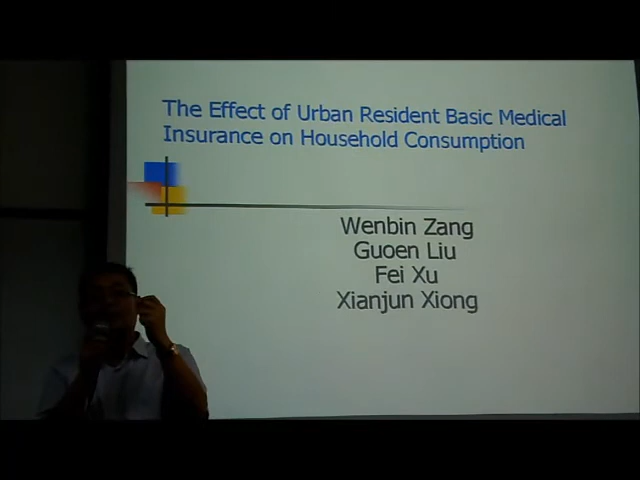 The Effect of Urban Resident Basic Medical
Insurance on Household Consumption
Wenbin Zang
Guoen Liu
Fei Xu
Xianjun Xiong